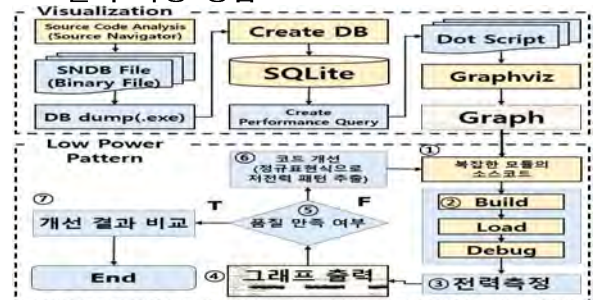 Visualization
Source Code Analysis
(Source Navigator)
SNDB File
(Binary File)
DB dump(.exe)
Create DB
SQLite
Create
Performance Query
Dot Script
Graphviz
Graph
Low Power
Pattern
① 복잡한 모듈의
소스코드
② Build
Load
Debug
③ 전력측정
④ 그래프 출력
⑤
품질 만족 여부
T
F
⑥ 코드 개선
(정규표현식으로
저전력 패턴 추출)
⑦
개선 결과 비교
End